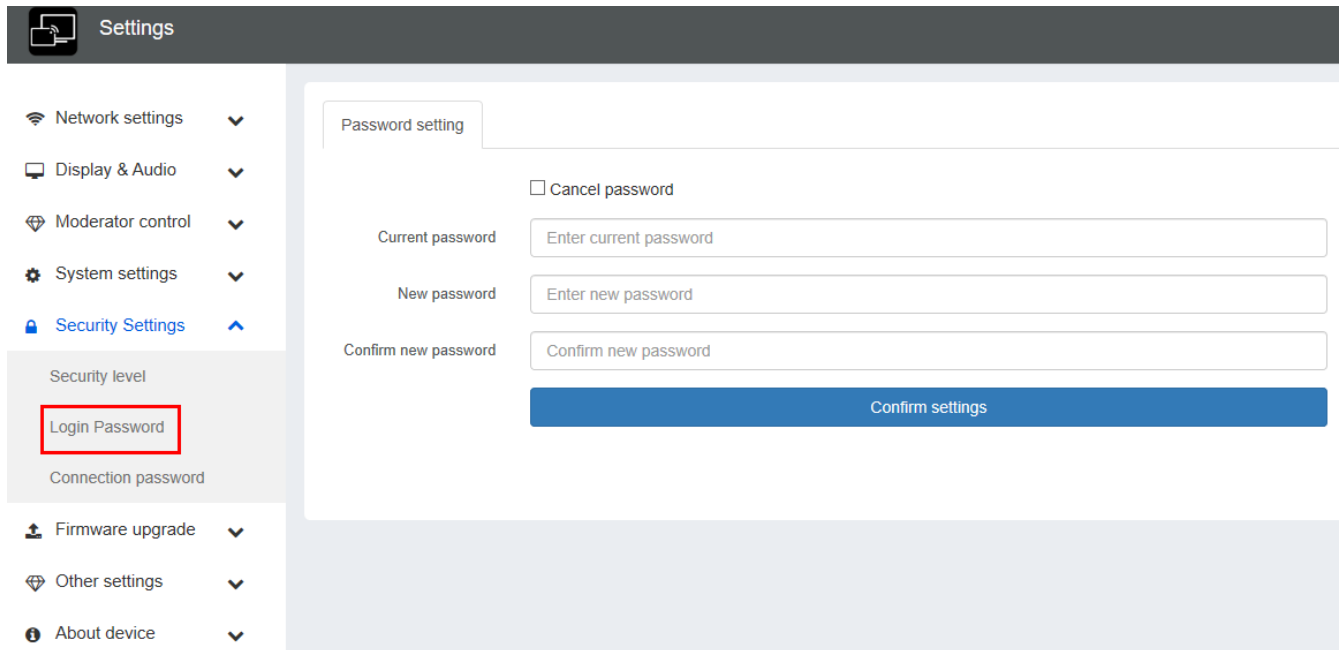 Settings
Network settings
Display & Audio
Moderator control
System settings
Security Settings
Security level
Login Password
Connection password
Firmware upgrade
Other settings
About device
Password setting
Cancel password
Current password
Enter current password
New password
Enter new password
Confirm new password
Confirm new password
Confirm settings